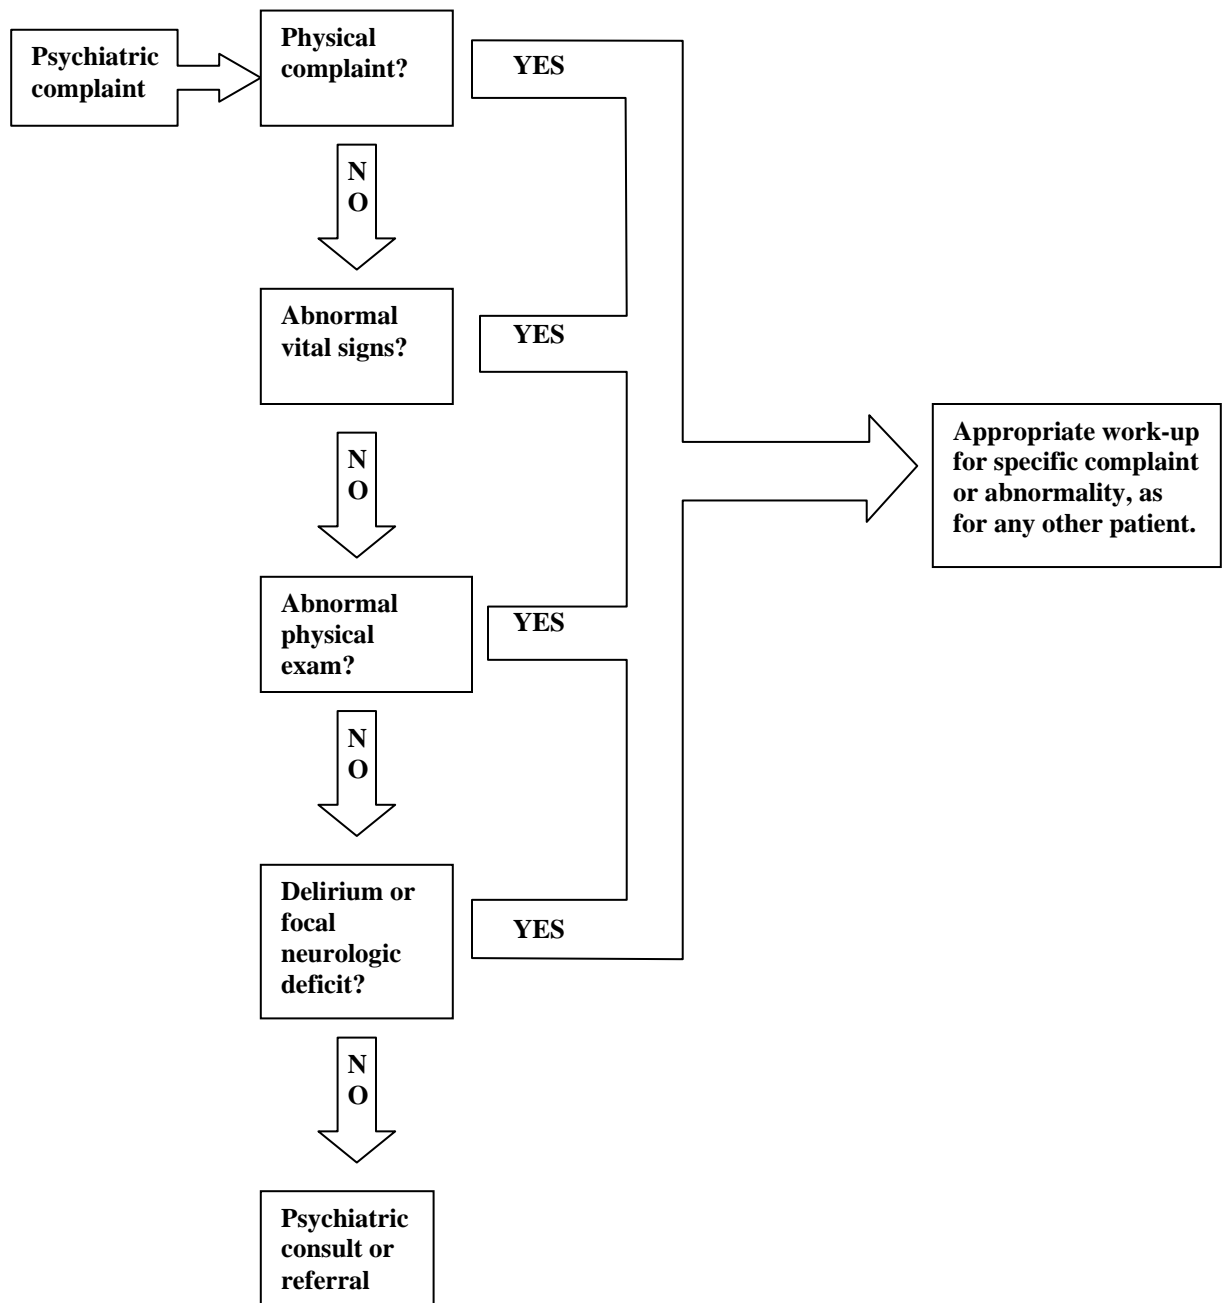 Psychiatric
complaint
Physical
complaint?
YES
N
O
Abnormal
vital signs?
YES
N
O
Abnormal
physical
exam?
YES
N
O
Delirium or
focal
neurologic
deficit?
YES
N
O
Psychiatric
consult or
referral
Appropriate work-up
for specific complaint
or abnormality, as
for any other patient.